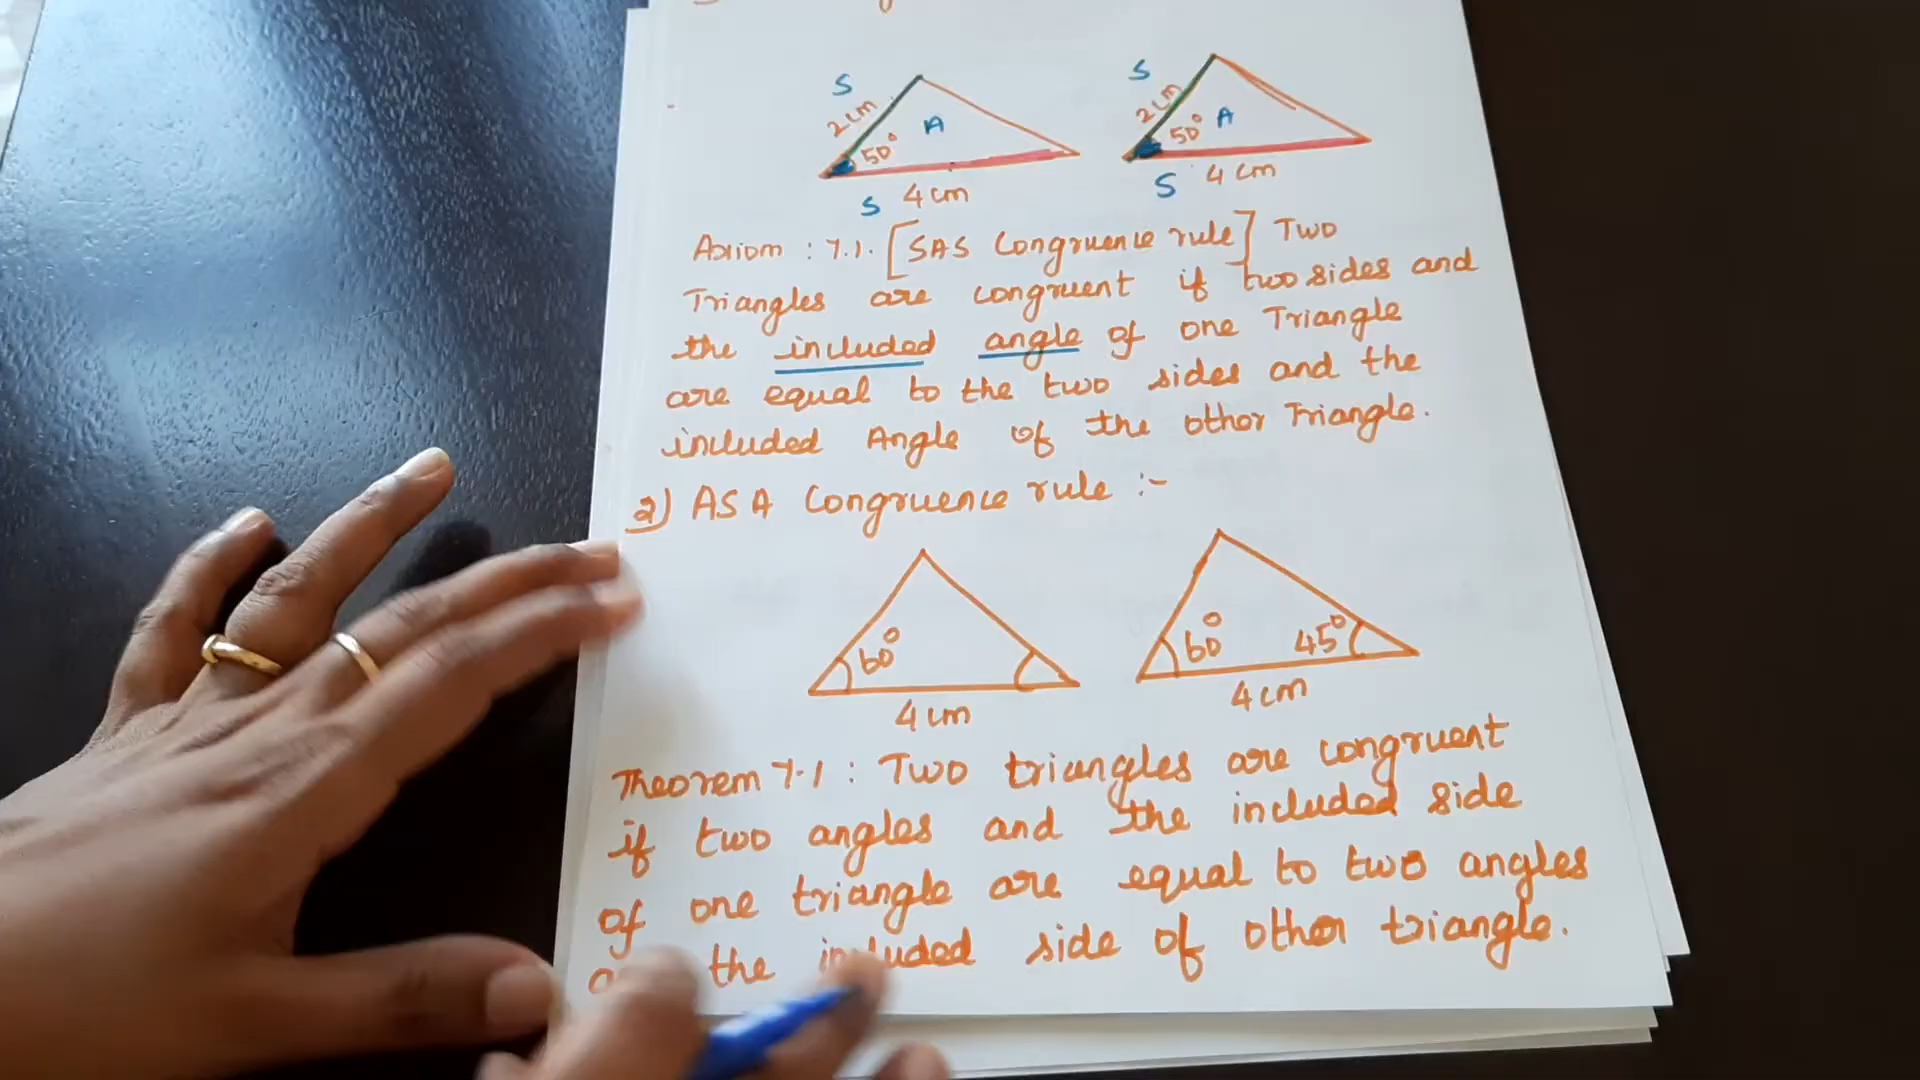 S
2cm
50°
A
S 4cm
S
2cm
50°
A
S 4cm
Axiom : 7.1. [SAS Congruence rule] Two
Triangles are congruent if two sides and
the included angle of one Triangle
are equal to the two sides and the
included Angle of the other Triangle.
2) ASA Congruence rule :-
60°
4cm
60° 45°
4cm
Theorem 7.1 : Two triangles are congruent
if two angles and the included side
of one triangle are equal to two angles
the included side of other triangle.